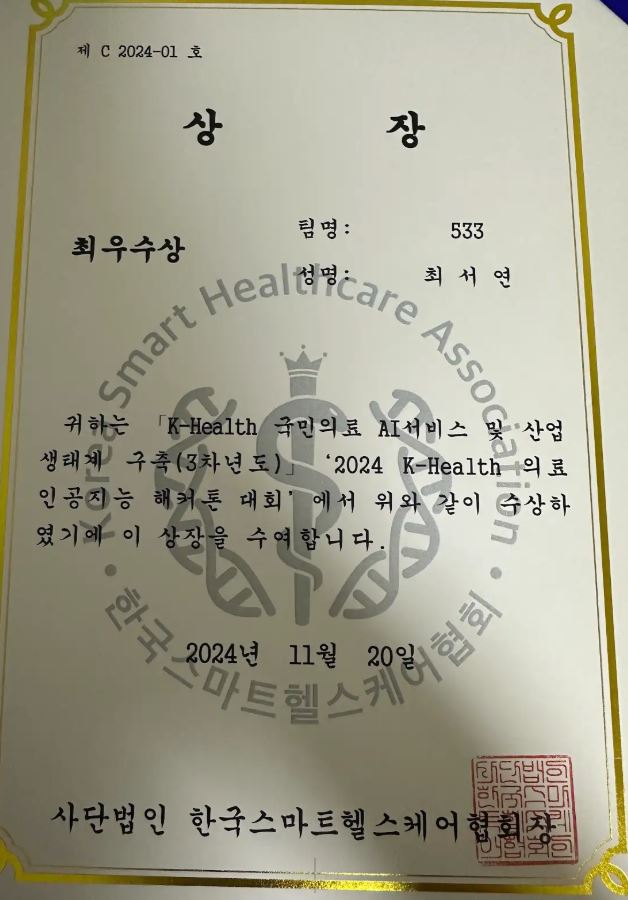 제 C 2024-01 호
상 장
최우수상
팀명: 533
성명: 최 서 연
귀하는 「K-Health 국민의료 AI서비스 및 산업
생태계 구축(3차년도)」 ‘2024 K-Health 의료
인공지능 해커톤 대회’ 에서 위와 같이 수상하
였기에 이 상장을 수여합니다.
2024년 11월 20일
사단법인 한국스마트헬스케어협회장
Korea Smart Healthcare Association
한국스마트헬스케어협회